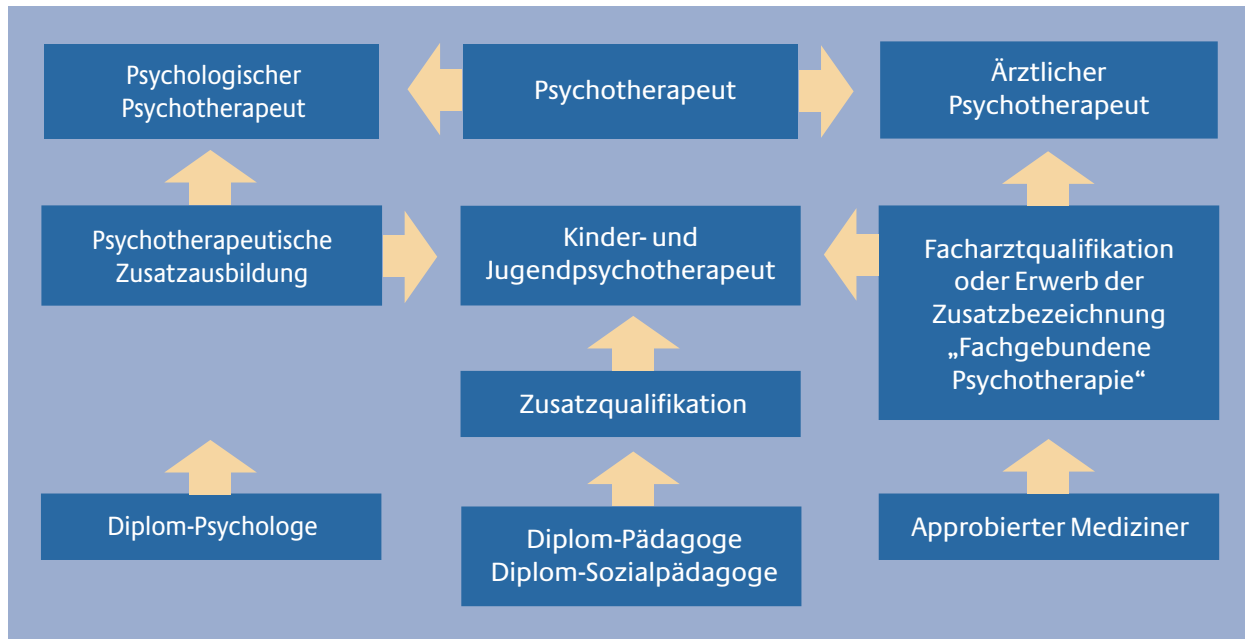 Psychologischer
Psychotherapeut
Psychotherapeut
Ärztlicher
Psychotherapeut
Psychotherapeutische
Zusatzausbildung
Kinder- und
Jugendpsychotherapeut
Facharztqualifikation
oder Erwerb der
Zusatzbezeichnung
„Fachgebundene
Psychotherapie“
Zusatzqualifikation
Diplom-Psychologe
Diplom-Pädagoge
Diplom-Sozialpädagoge
Approbierter Mediziner